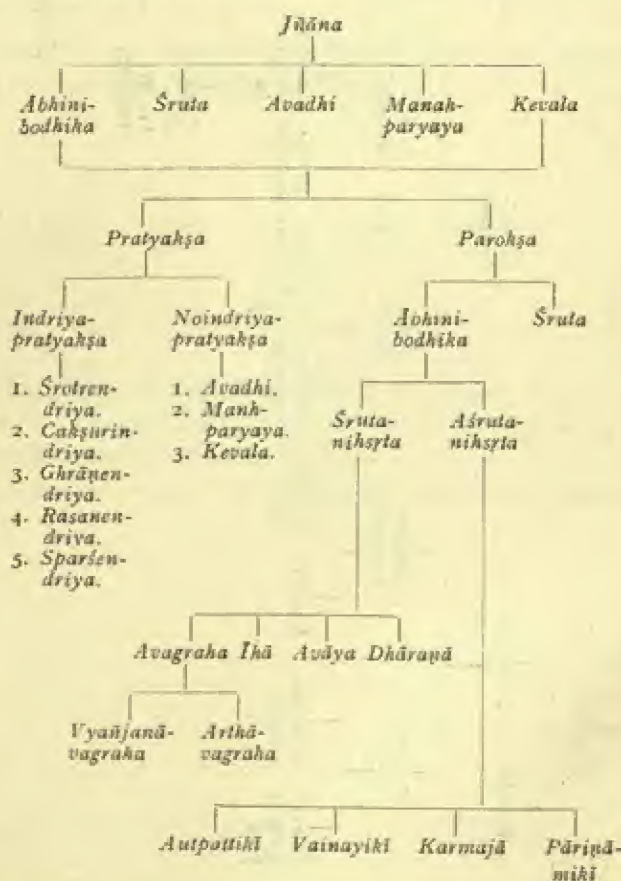 Jñāna
Ābhini- Śruta Avadhi Manah- Kevala
bodhika paryaya
Pratyakṣa Parokṣa
Indriya- Noindriya- Ābhini- Śruta
pratyakṣa pratyakṣa bodhika
1. Śrotren- 1. Avadhi.
driya. 2. Manh-
2. Cakṣurin- paryaya.
driya. 3. Kevala.
3. Ghrāṇen-
driya.
4. Rasanen-
driya.
5. Sparśen-
driya.
Śruta- Aśruta-
niḥsṛta niḥsṛta
Avagraha Īhā Avāya Dhāraṇā
Vyañjanā- Arthā-
vagraha vagraha
Autpattikī Vainayikī Karmajā Pāriṇā-
mikī